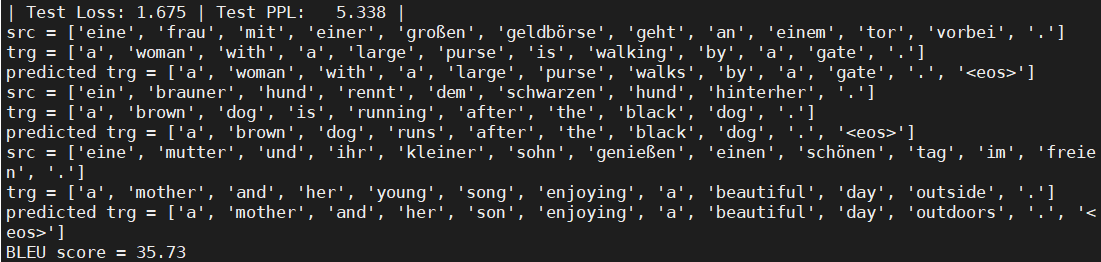 | Test Loss: 1.675 | Test PPL:   5.338 |
src = ['eine', 'frau', 'mit', 'einer', 'großen', 'geldbörse', 'geht', 'an', 'einem', 'tor', 'vorbei', '.']
trg = ['a', 'woman', 'with', 'a', 'large', 'purse', 'is', 'walking', 'by', 'a', 'gate', '.']
predicted trg = ['a', 'woman', 'with', 'a', 'large', 'purse', 'walks', 'by', 'a', 'gate', '.', '<eos>']
src = ['ein', 'brauner', 'hund', 'rennt', 'dem', 'schwarzen', 'hund', 'hinterher', '.']
trg = ['a', 'brown', 'dog', 'is', 'running', 'after', 'the', 'black', 'dog', '.']
predicted trg = ['a', 'brown', 'dog', 'runs', 'after', 'the', 'black', 'dog', '.', '<eos>']
src = ['eine', 'mutter', 'und', 'ihr', 'kleiner', 'sohn', 'genießen', 'einen', 'schönen', 'tag', 'im', 'freie
n', '.']
trg = ['a', 'mother', 'and', 'her', 'young', 'song', 'enjoying', 'a', 'beautiful', 'day', 'outside', '.']
predicted trg = ['a', 'mother', 'and', 'her', 'son', 'enjoying', 'a', 'beautiful', 'day', 'outdoors', '.', '<
eos>']
BLEU score = 35.73